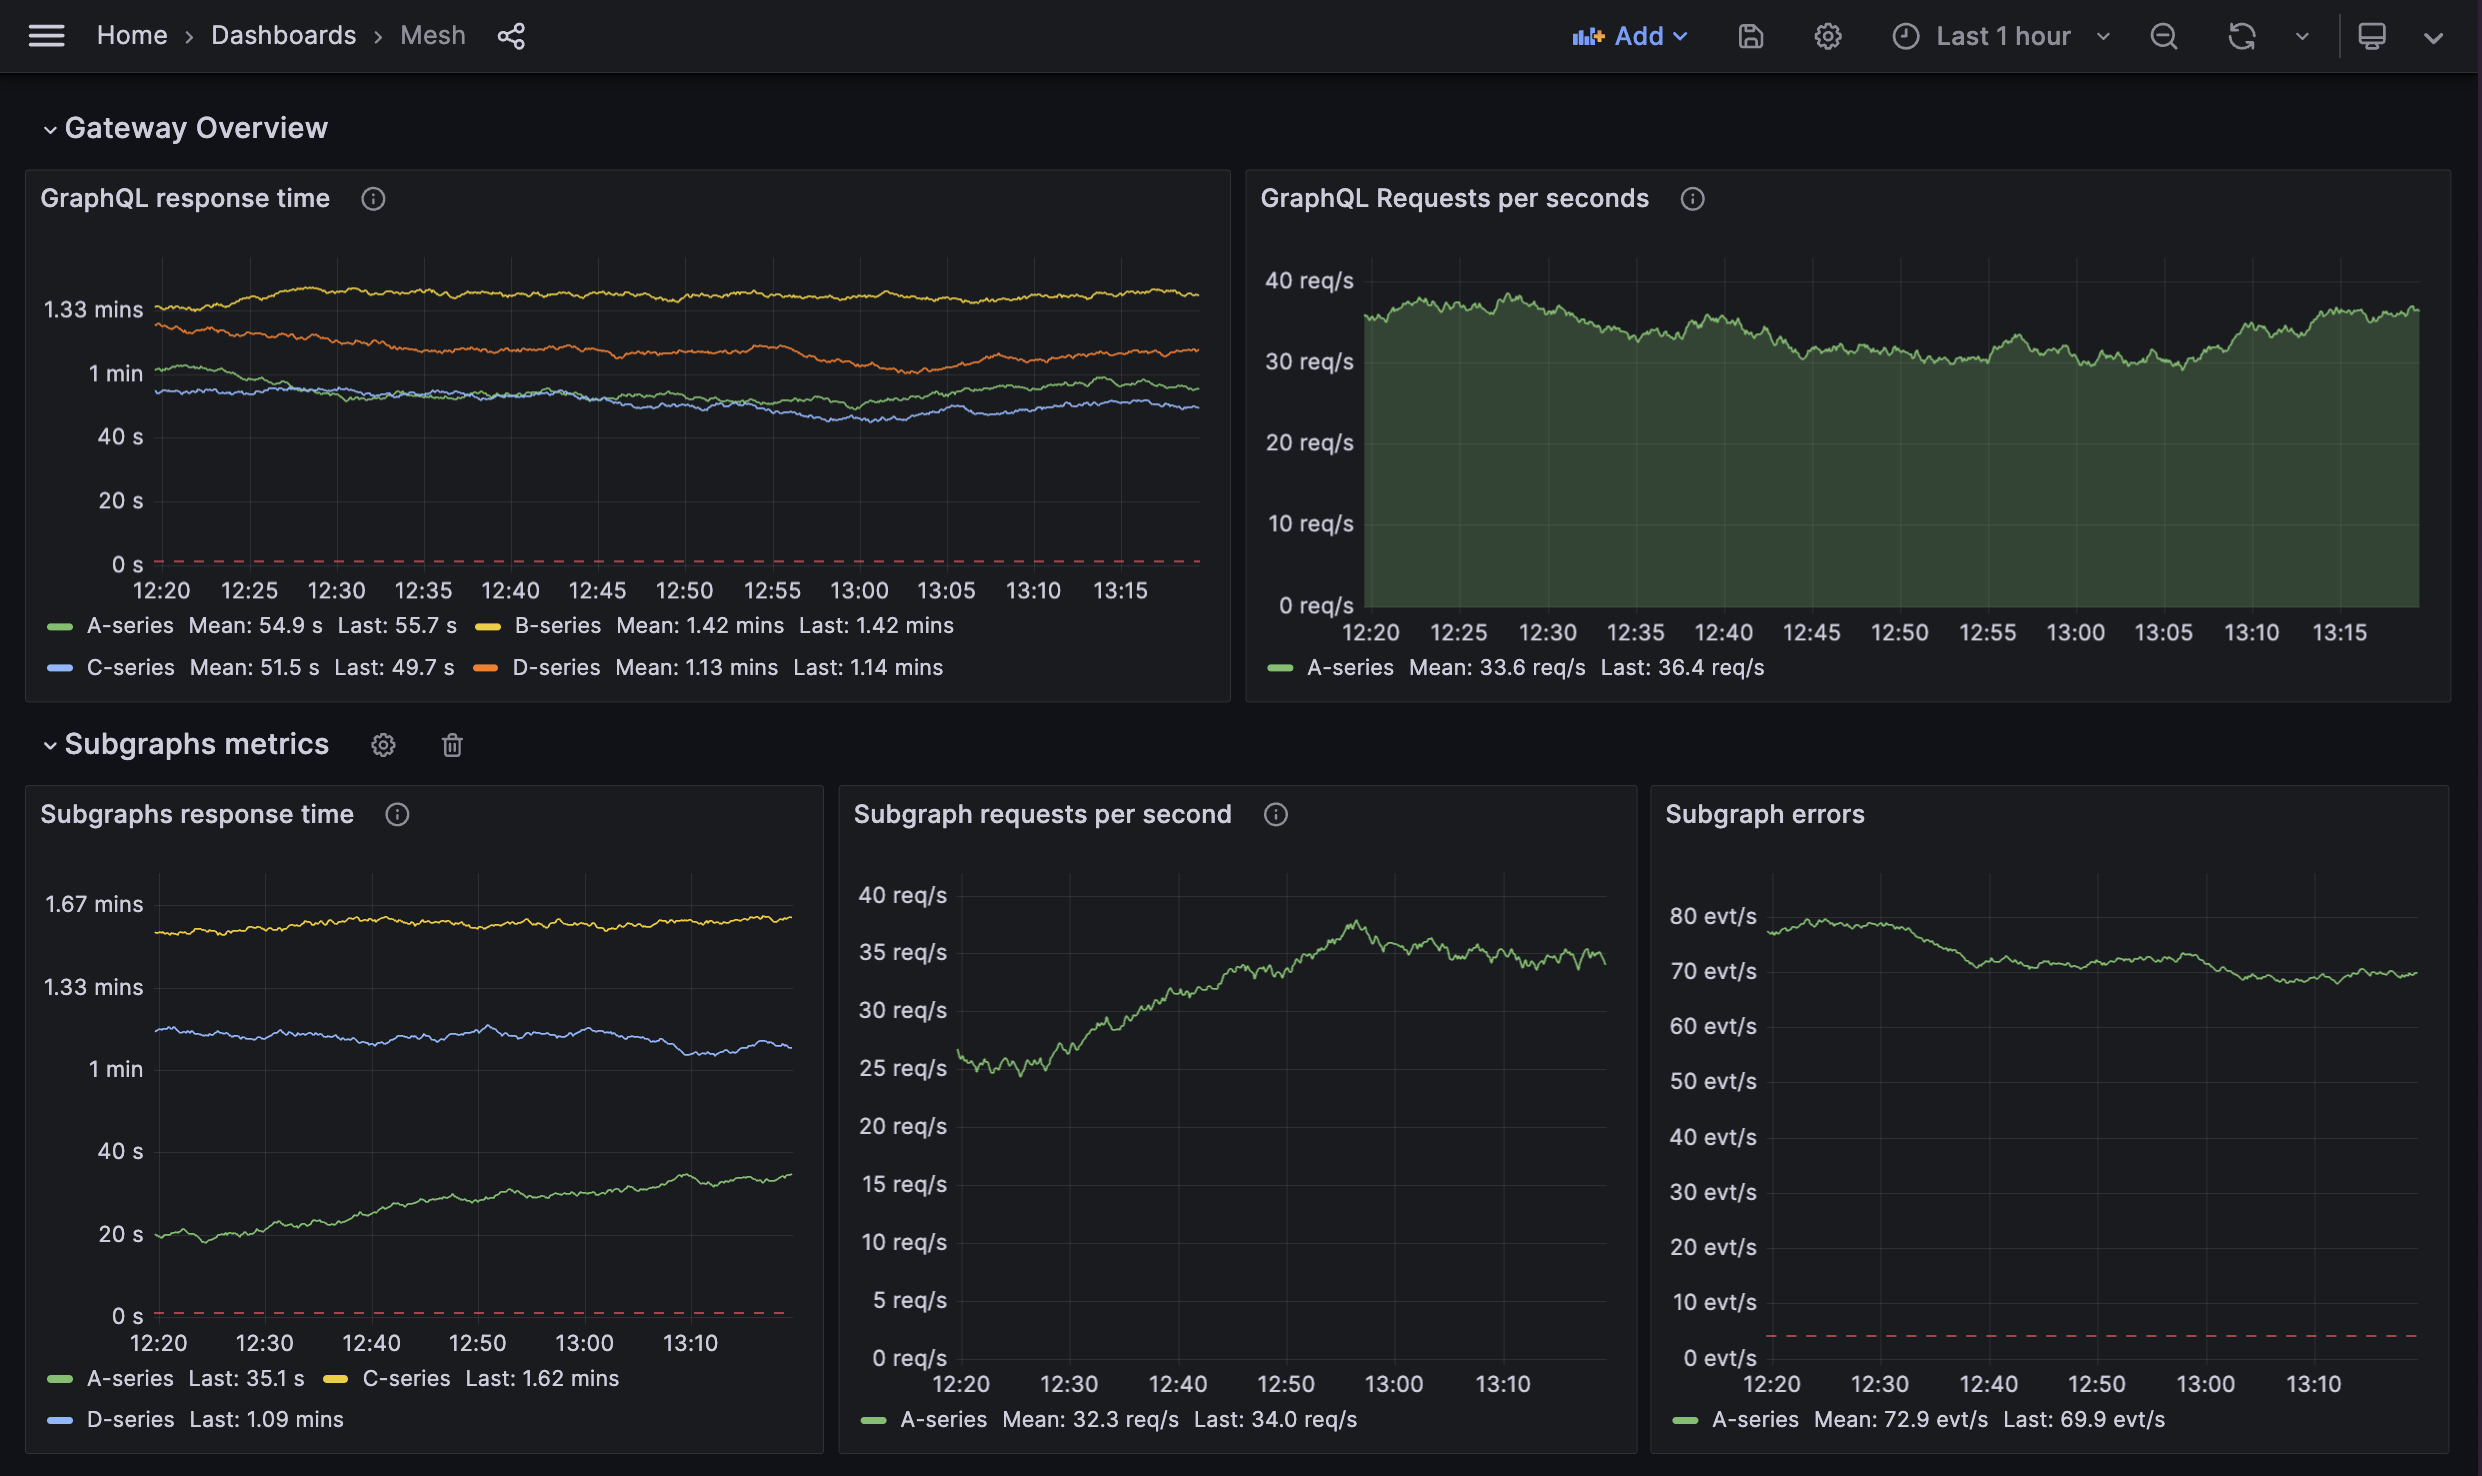 Home › Dashboards › Mesh
Add
Last 1 hour
Gateway Overview
GraphQL response time
1.33 mins
1 min
40 s
20 s
0 s
12:20 12:25 12:30 12:35 12:40 12:45 12:50 12:55 13:00 13:05 13:10 13:15
A-series Mean: 54.9 s Last: 55.7 s B-series Mean: 1.42 mins Last: 1.42 mins
C-series Mean: 51.5 s Last: 49.7 s D-series Mean: 1.13 mins Last: 1.14 mins
GraphQL Requests per seconds
40 req/s
30 req/s
20 req/s
10 req/s
0 req/s
12:20 12:25 12:30 12:35 12:40 12:45 12:50 12:55 13:00 13:05 13:10 13:15
A-series Mean: 33.6 req/s Last: 36.4 req/s
Subgraphs metrics
Subgraphs response time
1.67 mins
1.33 mins
1 min
40 s
20 s
0 s
12:20 12:30 12:40 12:50 13:00 13:10
A-series Last: 35.1 s C-series Last: 1.62 mins
D-series Last: 1.09 mins
Subgraph requests per second
40 req/s
35 req/s
30 req/s
25 req/s
20 req/s
15 req/s
10 req/s
5 req/s
0 req/s
12:20 12:30 12:40 12:50 13:00 13:10
A-series Mean: 32.3 req/s Last: 34.0 req/s
Subgraph errors
80 evt/s
70 evt/s
60 evt/s
50 evt/s
40 evt/s
30 evt/s
20 evt/s
10 evt/s
0 evt/s
12:20 12:30 12:40 12:50 13:00 13:10
A-series Mean: 72.9 evt/s Last: 69.9 evt/s